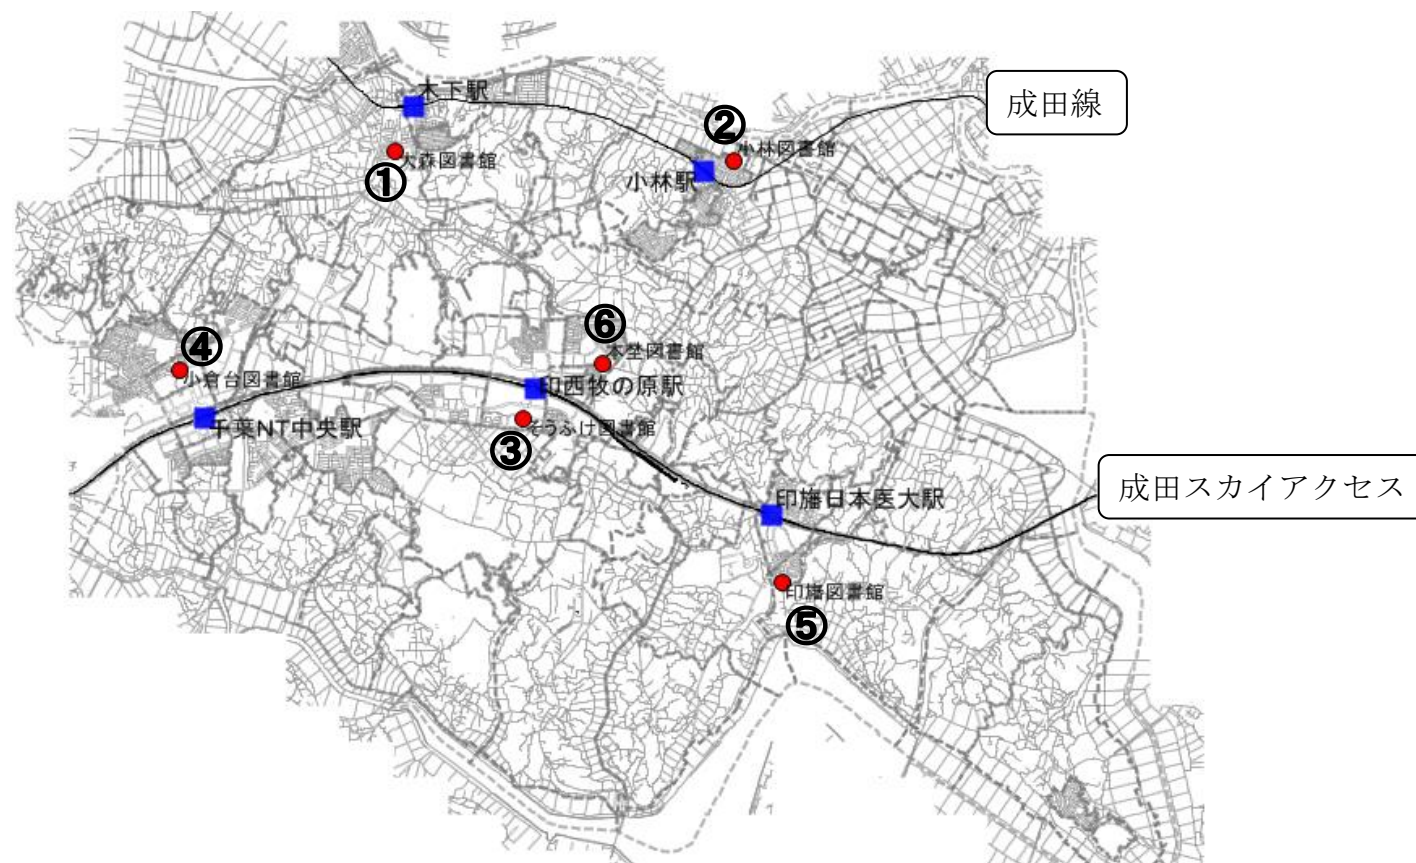 木下駅
成田線
②
小林図書館
大森図書館
①
小林駅
⑥
本埜図書館
④
小倉台図書館
印西牧の原駅
千葉NT中央駅
そうふけ図書館
③
成田スカイアクセス
印旛日本医大駅
印旛図書館
⑤